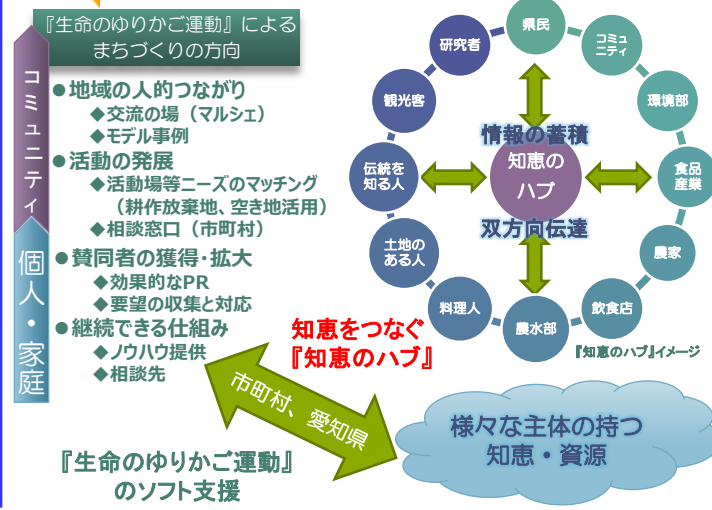 『生命のゆりかご運動』による
まちづくりの方向
コミュニティ
個人・家庭
●地域の人的つながり
◆交流の場（マルシェ）
◆モデル事例
●活動の発展
◆活動場等ニーズのマッチング
（耕作放棄地、空き地活用）
◆相談窓口（市町村）
●賛同者の獲得・拡大
◆効果的なPR
◆要望の収集と対応
●継続できる仕組み
◆ノウハウ提供
◆相談先
県民
コミュ
ニティ
環境部
食品
産業
農家
飲食店
農水部
料理人
土地の
ある人
伝統を
知る人
観光客
研究者
情報の蓄積
知恵の
ハブ
双方向伝達
『知恵のハブ』イメージ
知恵をつなぐ
『知恵のハブ』
市町村、愛知県
様々な主体の持つ
知恵・資源
『生命のゆりかご運動』
のソフト支援